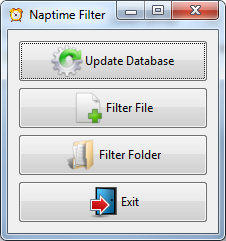 Naptime Filter
Update Database
Filter File
Filter Folder
Exit